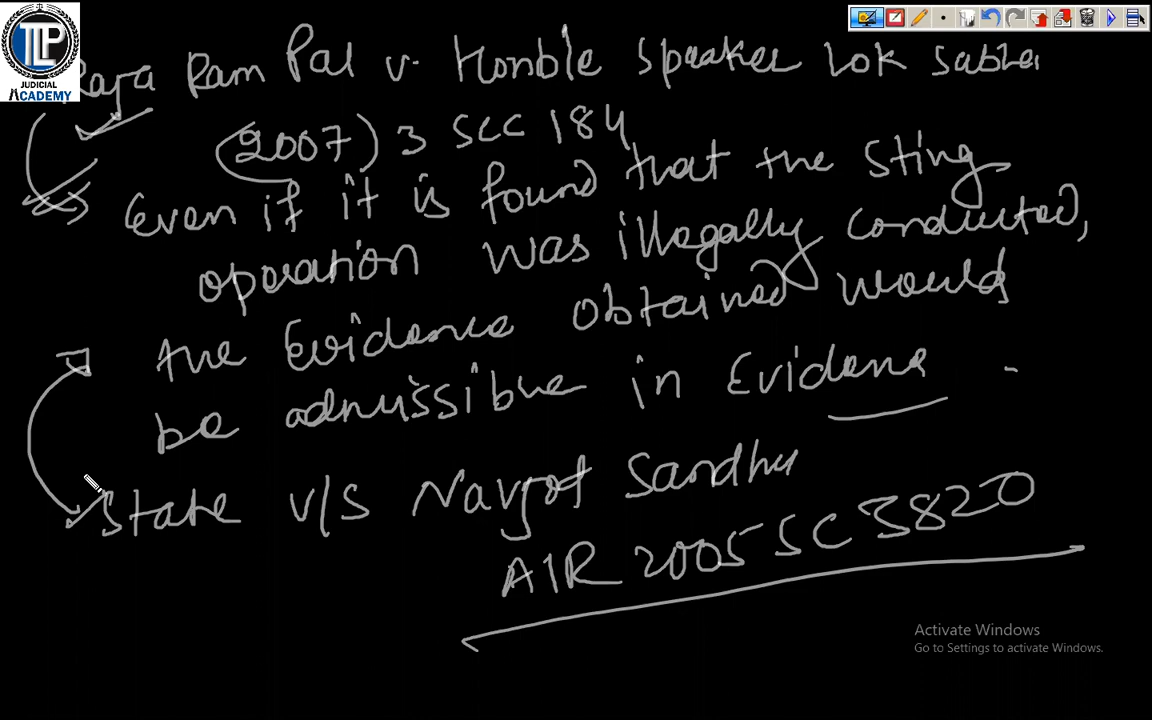 TLP
JUDICIAL
ACADEMY
Raja Ram Pal v. Hon'ble Speaker Lok Sabha
(2007) 3 SCC 184
Even if it is found that the Sting
operation was illegally conducted,
the Evidence obtained would
be admissible in Evidence.
State v/s Navjot Sandhu
AIR 2005 SC 3820
Activate Windows
Go to Settings to activate Windows.